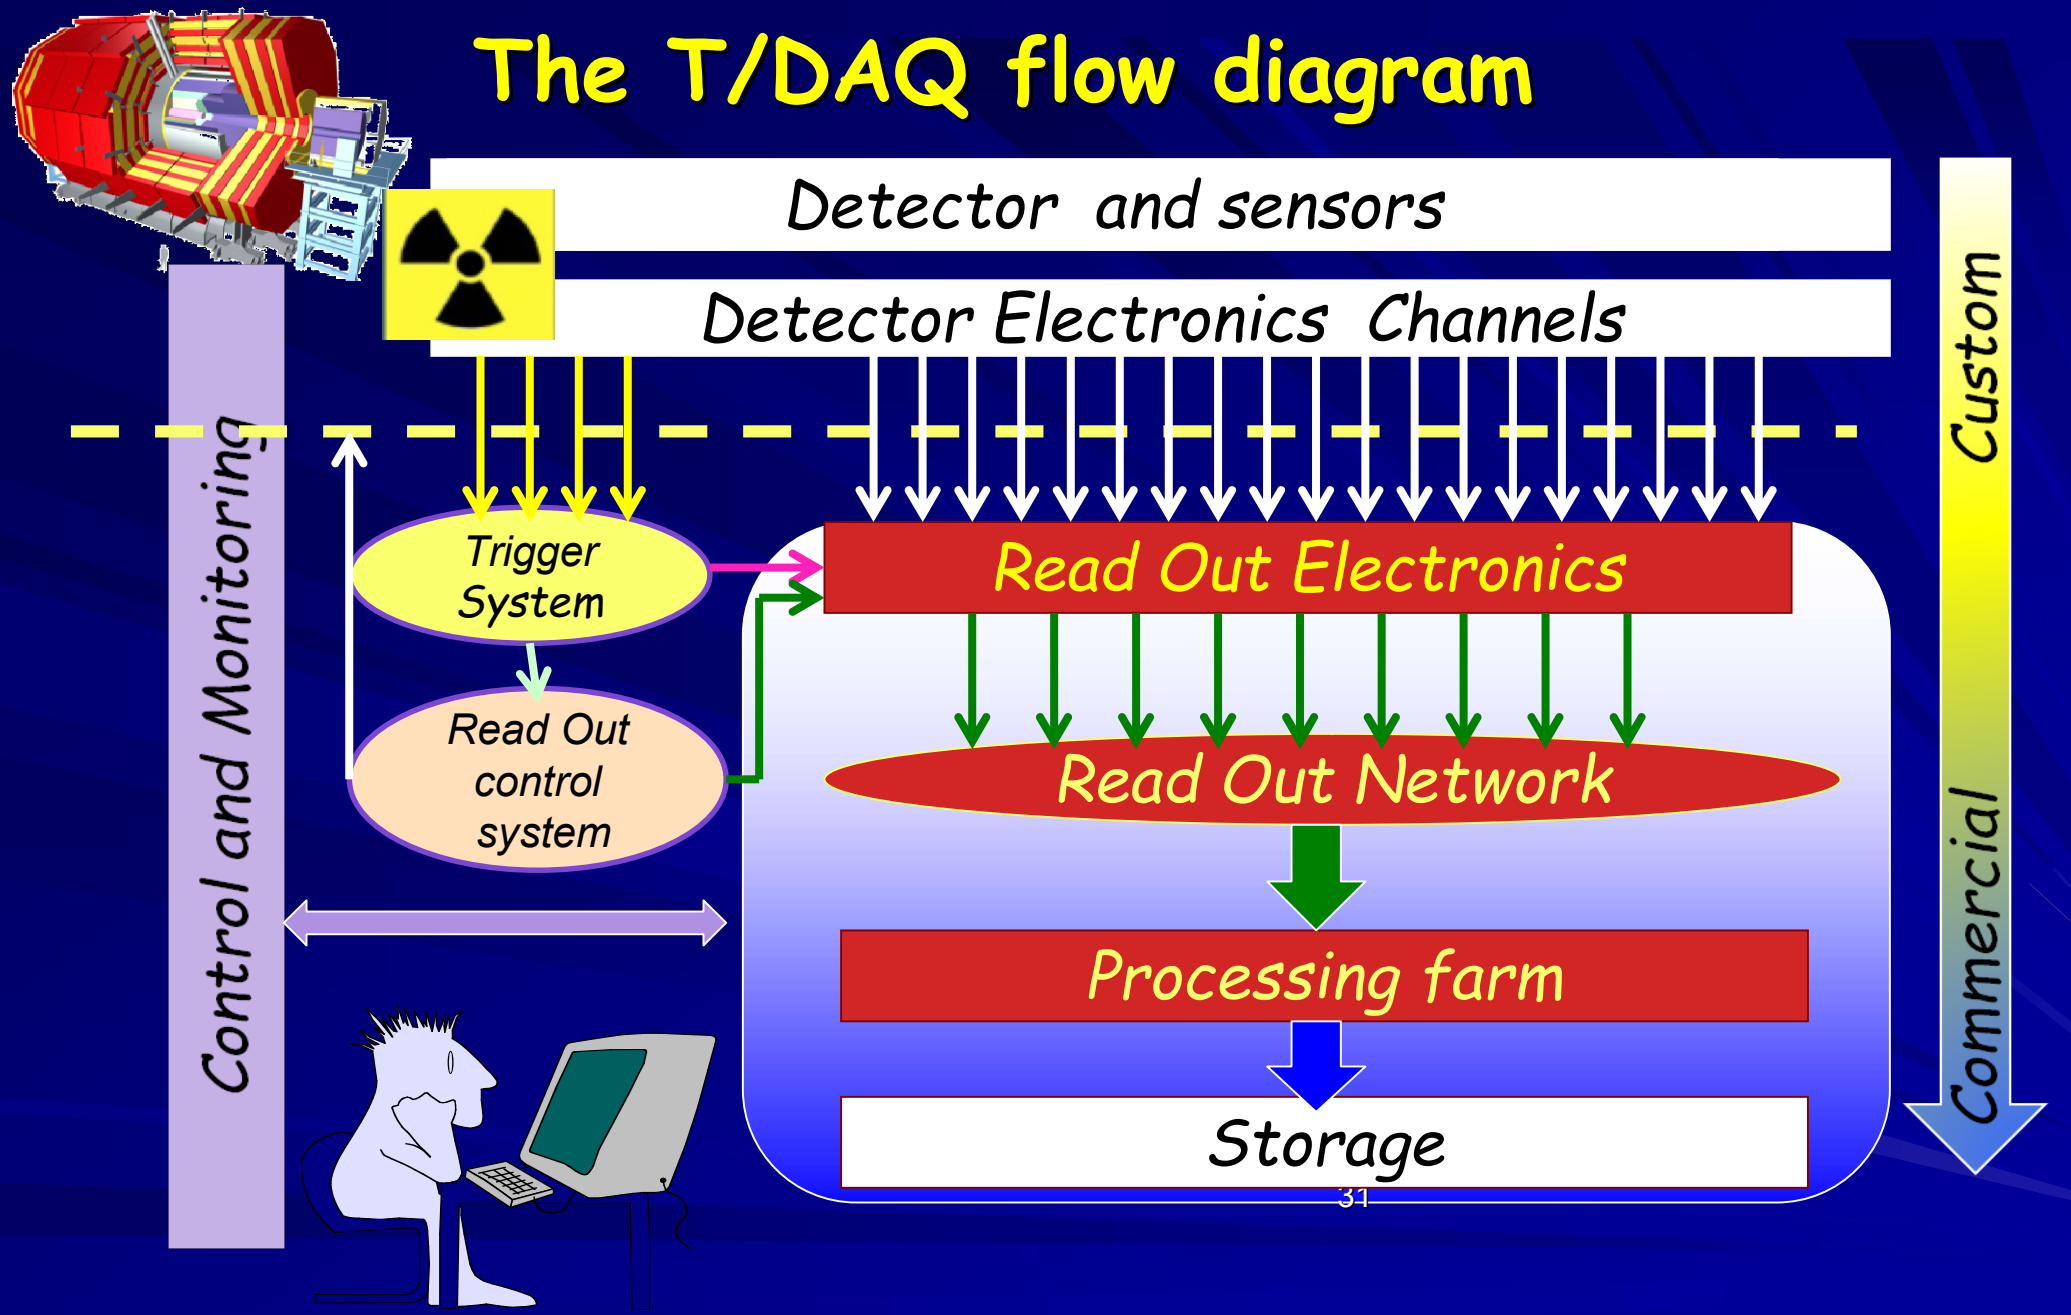 The T/DAQ flow diagram
Detector and sensors
Detector Electronics Channels
Custom
Control and Monitoring
Trigger
System
Read Out Electronics
Read Out
control
system
Read Out Network
Commercial
Processing farm
Storage
31